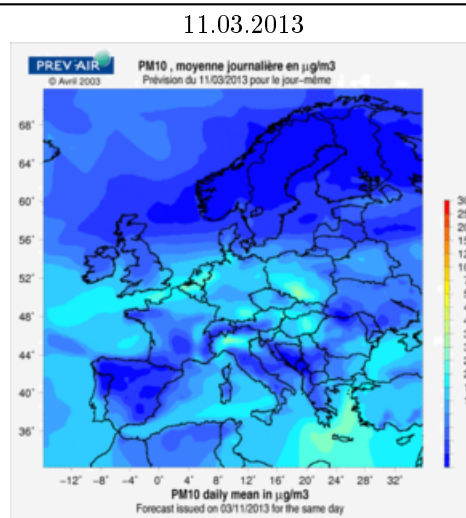 11.03.2013
PREV'AIR
© Avril 2003
PM10 , moyenne journalière en µg/m3
Prévision du 11/03/2013 pour le jour-même
68°
64°
60°
56°
52°
48°
44°
40°
36°
−12° −8° −4° 0° 4° 8° 12° 16° 20° 24° 28° 32°
PM10 daily mean in µg/m3
Forecast issued on 03/11/2013 for the same day